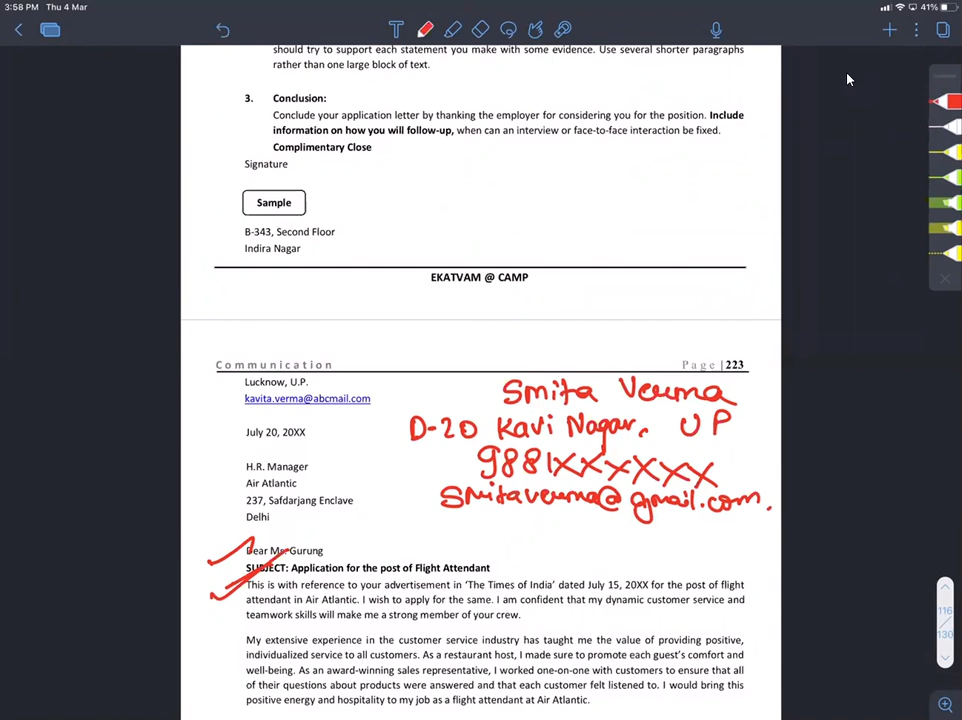 3:58 PM Thu 4 Mar
41%
should try to support each statement you make with some evidence. Use several shorter paragraphs
rather than one large block of text.
3. Conclusion:
Conclude your application letter by thanking the employer for considering you for the position. Include
information on how you will follow-up, when can an interview or face-to-face interaction be fixed.
Complimentary Close
Signature
Sample
B-343, Second Floor
Indira Nagar
EKATVAM @ CAMP
Communication Page | 223
Lucknow, U.P.
kavita.verma@abcmail.com
July 20, 20XX
H.R. Manager
Air Atlantic
237, Safdarjang Enclave
Delhi
Smita Verma
D-20 Kavi Nagar, UP
9881XXXXXX
Smitaverma@gmail.com.
Dear Ms. Gurung
SUBJECT: Application for the post of Flight Attendant
This is with reference to your advertisement in ‘The Times of India’ dated July 15, 20XX for the post of flight
attendant in Air Atlantic. I wish to apply for the same. I am confident that my dynamic customer service and
teamwork skills will make me a strong member of your crew.
My extensive experience in the customer service industry has taught me the value of providing positive,
individualized service to all customers. As a restaurant host, I made sure to promote each guest’s comfort and
well-being. As an award-winning sales representative, I worked one-on-one with customers to ensure that all
of their questions about products were answered and that each customer felt listened to. I would bring this
positive energy and hospitality to my job as a flight attendant at Air Atlantic.
116
130